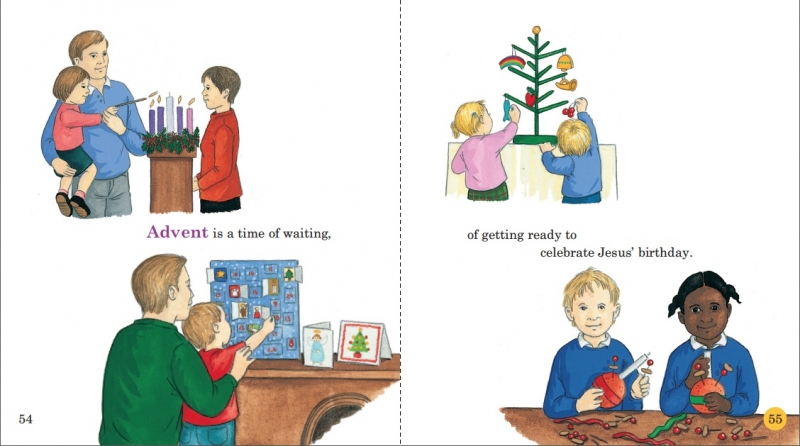 Advent is a time of waiting,
of getting ready to
celebrate Jesus’ birthday.
54
55